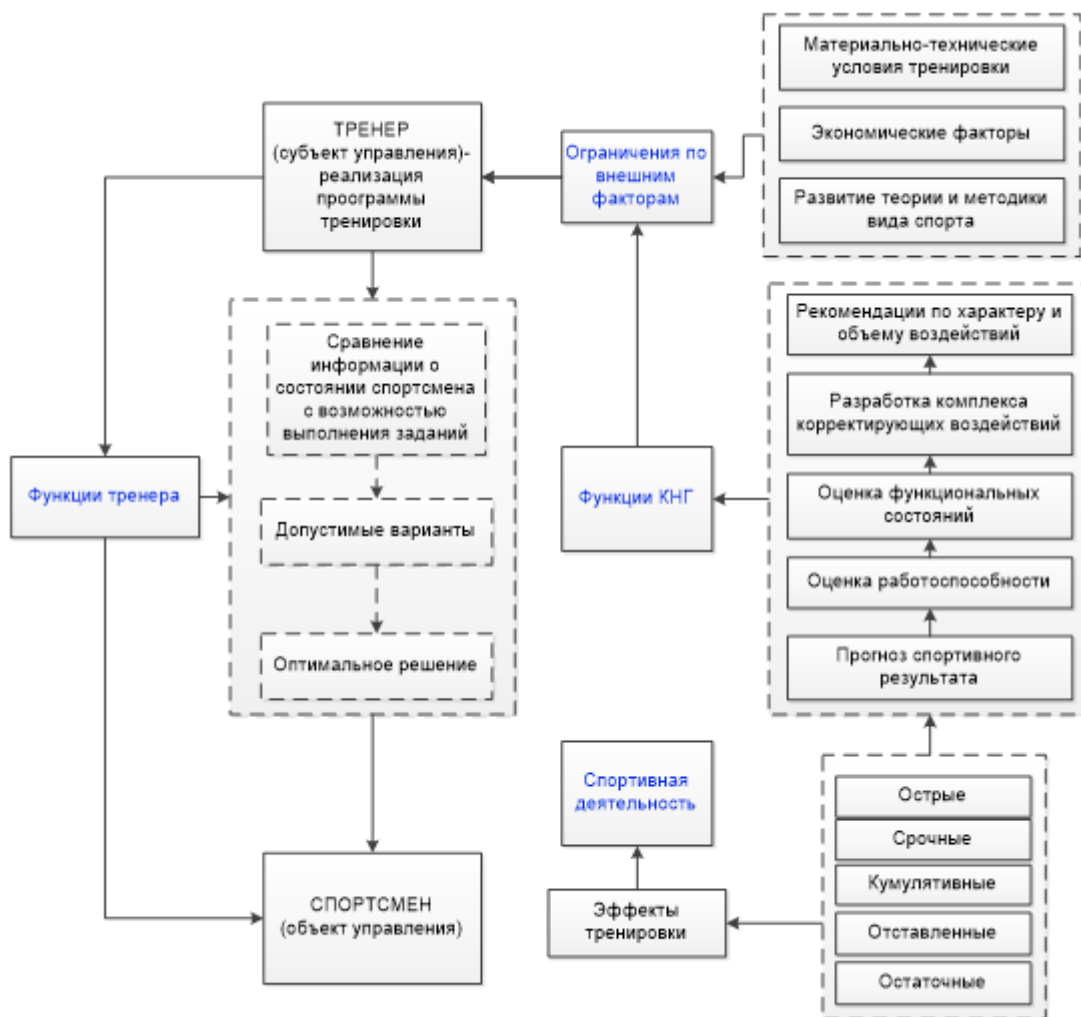 Материально-технические
условия тренировки
Экономические факторы
Развитие теории и методики
вида спорта
ТРЕНЕР
(субъект управления)-
реализация
проограммы
тренировки
Ограничения по
внешним
факторам
Сравнение
информации о
состоянии спортсмена
с возможностью
выполнения заданий
Допустимые варианты
Оптимальное решение
Функции тренера
Функции КНГ
Рекомендации по характеру и
объему воздействий
Разработка комплекса
корректирующих воздействий
Оценка функциональных
состояний
Оценка работоспособности
Прогноз спортивного
результата
Спортивная
деятельность
Эффекты
тренировки
Острые
Срочные
Кумулятивные
Отставленные
Остаточные
СПОРТСМЕН
(объект управления)